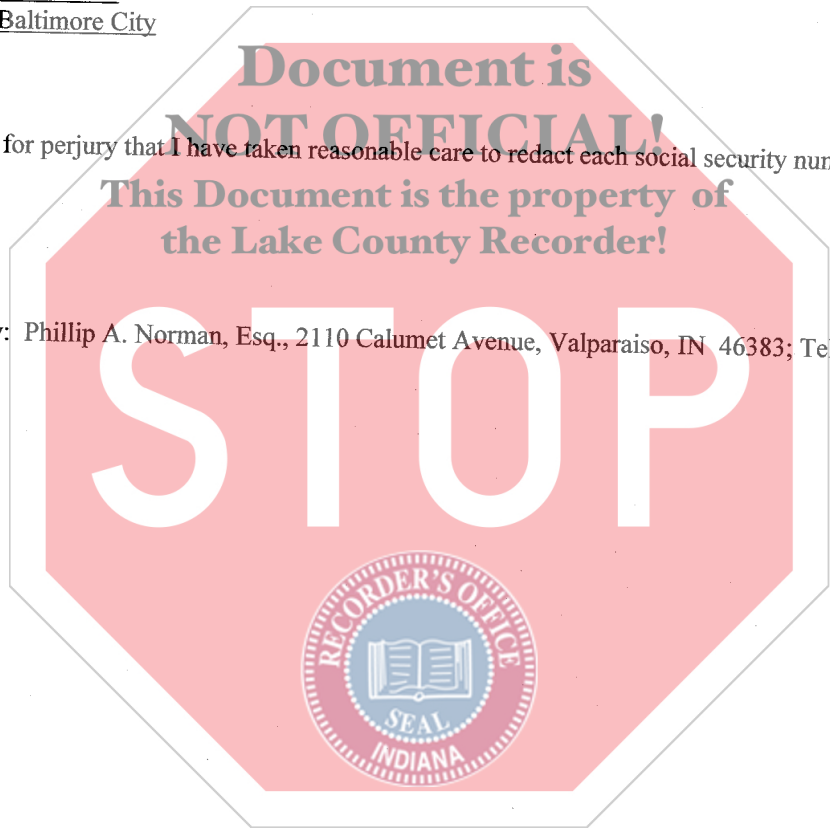 Baltimore City
Document is
NOT OFFICIAL!
for perjury that I have taken reasonable care to redact each social security
This Document is the property of
the Lake County Recorder!
Phillip A. Norman, Esq., 2110 Calumet Avenue, Valparaiso, IN 46383;
STOP
RECORDER'S OFFICE
SEAL
INDIANA